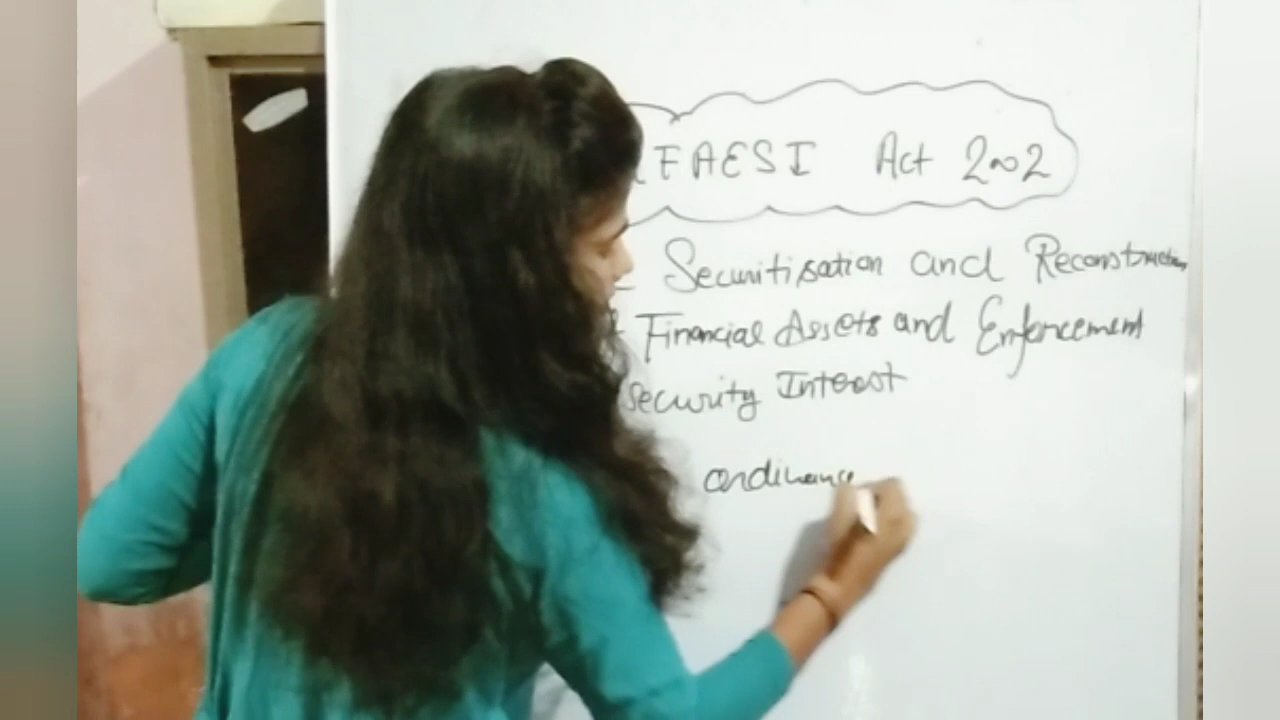 FAESI Act 2002
Securitisation and Reconstruction
Financial Assets and Enforcement
Security Interest
ordinance